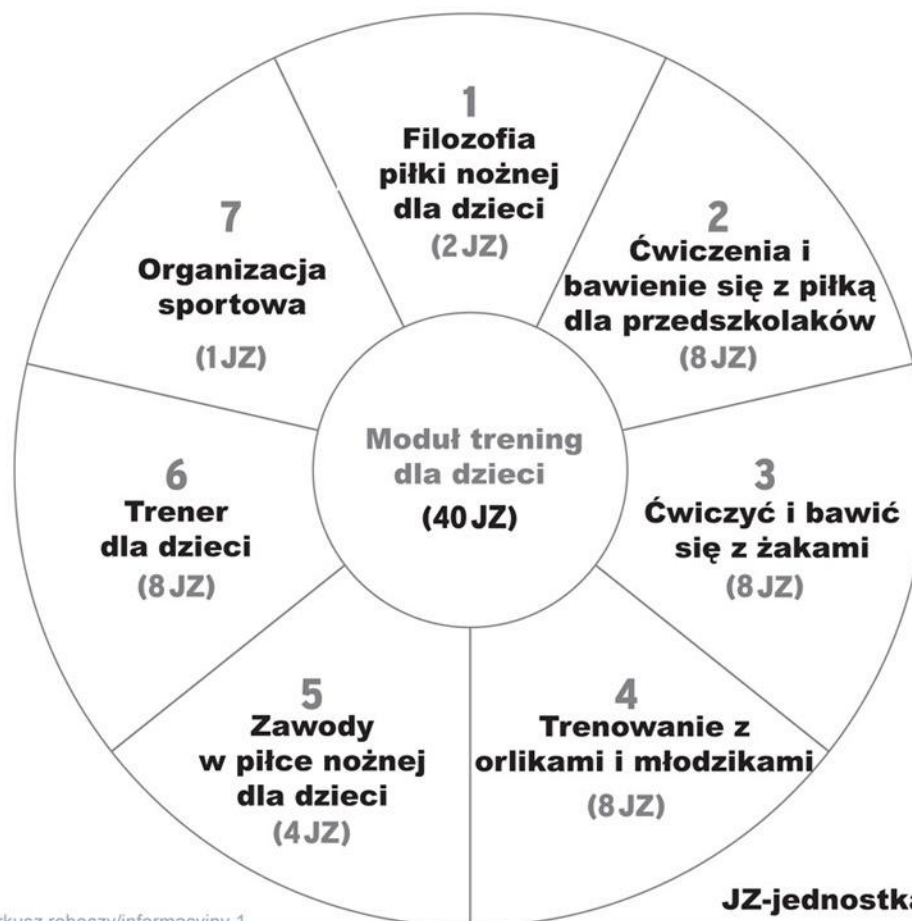 1
Filozofia
piłki nożnej
dla dzieci
(2 JZ)
2
Ćwiczenia i
bawienie się z piłką
dla przedszkolaków
(8 JZ)
3
Ćwiczyć i bawić
się z żakami
(8 JZ)
4
Trenowanie z
orlikami i młodzikami
(8 JZ)
5
Zawody
w piłce nożnej
dla dzieci
(4 JZ)
6
Trener
dla dzieci
(8 JZ)
7
Organizacja
sportowa
(1 JZ)
Moduł trening
dla dzieci
(40 JZ)
JZ-jednostka